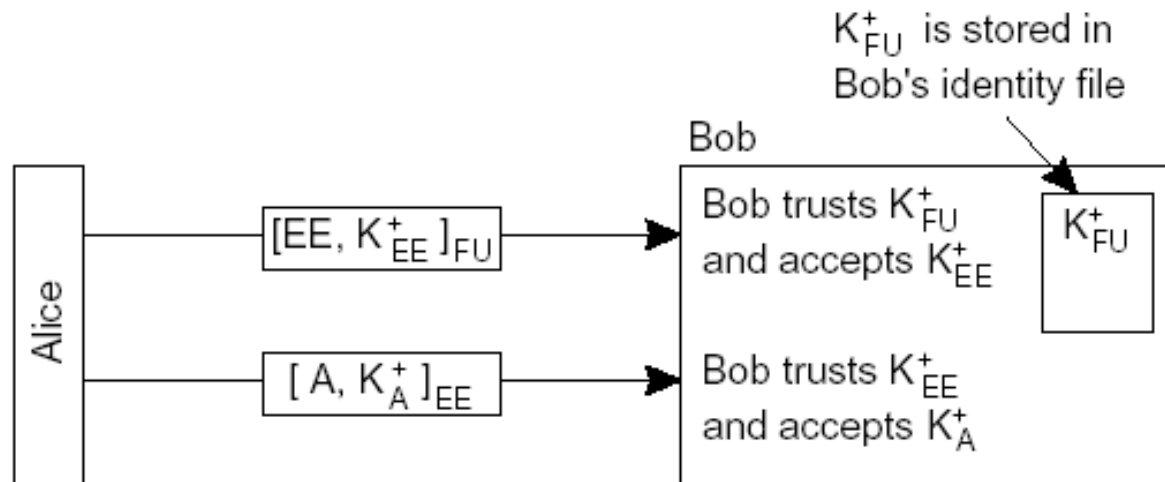 K⁺FU is stored in
Bob's identity file
Bob
Alice
[EE, K⁺EE ]FU
Bob trusts K⁺FU
and accepts K⁺EE
K⁺FU
[ A, K⁺A ]EE
Bob trusts K⁺EE
and accepts K⁺A